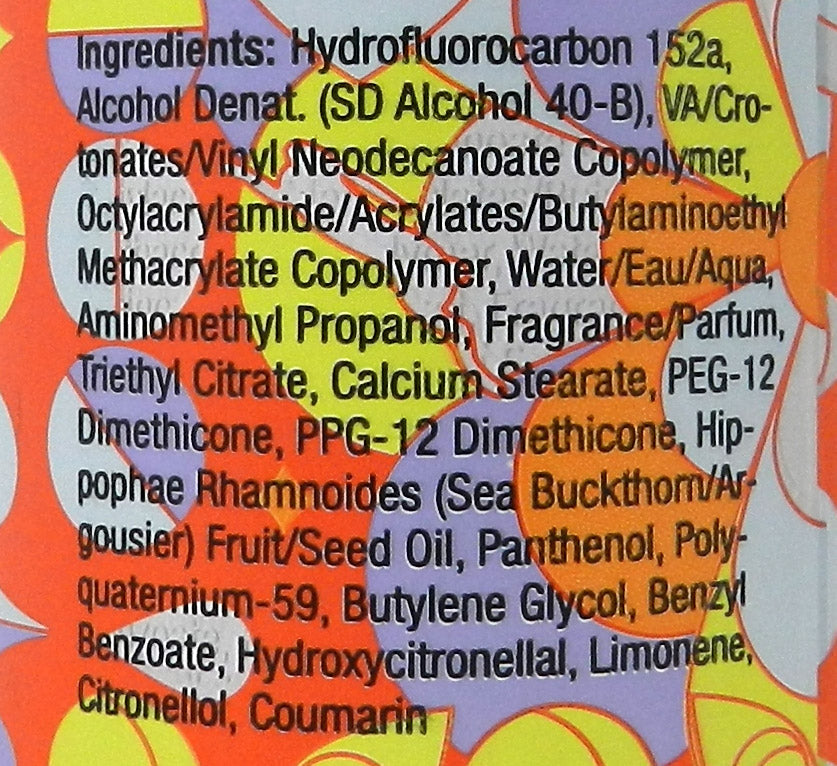 Ingredients: Hydrofluorocarbon 152a,
Alcohol Denat. (SD Alcohol 40-B), VA/Cro-
tonates/Vinyl Neodecanoate Copolymer,
Octylacrylamide/Acrylates/Butylaminoethyl
Methacrylate Copolymer, Water/Eau/Aqua,
Aminomethyl Propanol, Fragrance/Parfum,
Triethyl Citrate, Calcium Stearate, PEG-12
Dimethicone, PPG-12 Dimethicone, Hip-
pophae Rhamnoides (Sea Buckthorn/Ar-
gousier) Fruit/Seed Oil, Panthenol, Poly-
quaternium-59, Butylene Glycol, Benzyl
Benzoate, Hydroxycitronellal, Limonene,
Citronellol, Coumarin